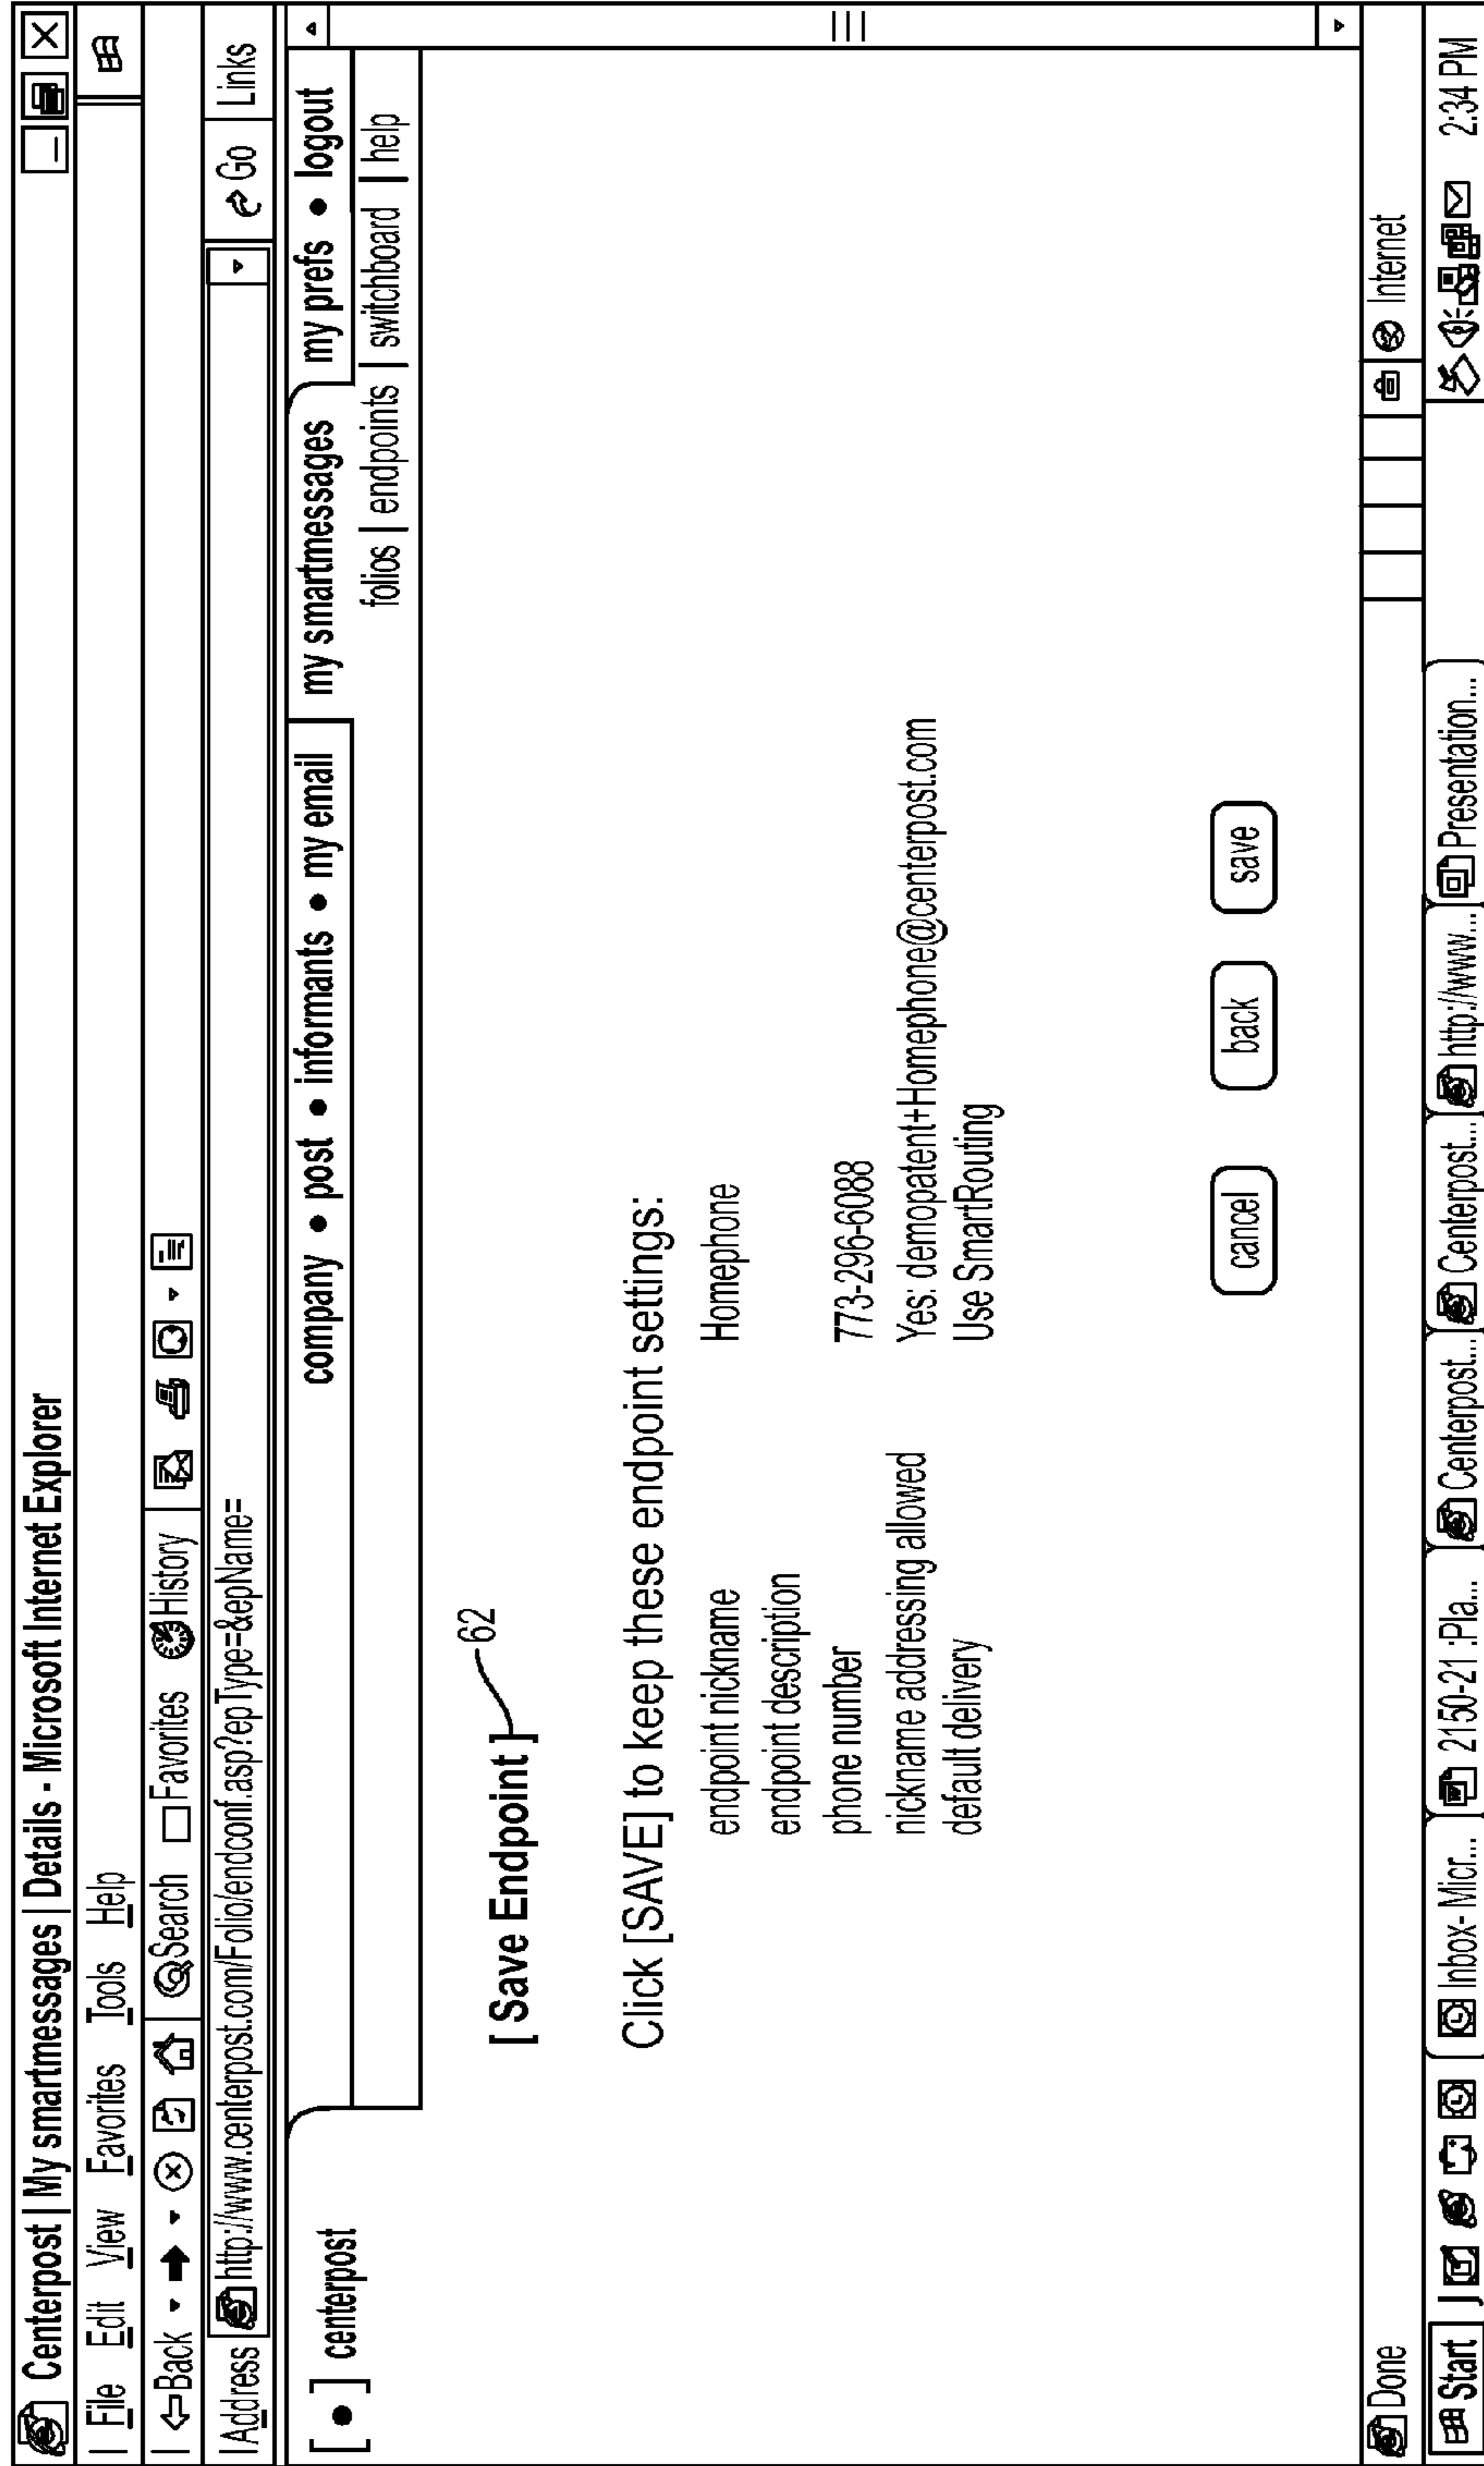 Centerpost | My smartmessages | Details - Microsoft Internet Explorer
File Edit View Favorites Tools Help
Back Search Favorites History
Address http://www.centerpost.com/Folio/endconf.asp?epType=&epName= Go Links
[ • ] centerpost
company • post • informants • my email my smartmessages my prefs • logout
folios | endpoints | switchboard | help
[ Save Endpoint ] 62
Click [SAVE] to keep these endpoint settings:
endpoint nickname Homephone
endpoint description
phone number 773-296-6088
nickname addressing allowed Yes: demopatent+Homephone@centerpost.com
default delivery Use SmartRouting
cancel back save
Done Internet
Start Inbox- Micr... 2150-21 :Pla... Centerpost... Centerpost... http://www... Presentation... 2:34 PM